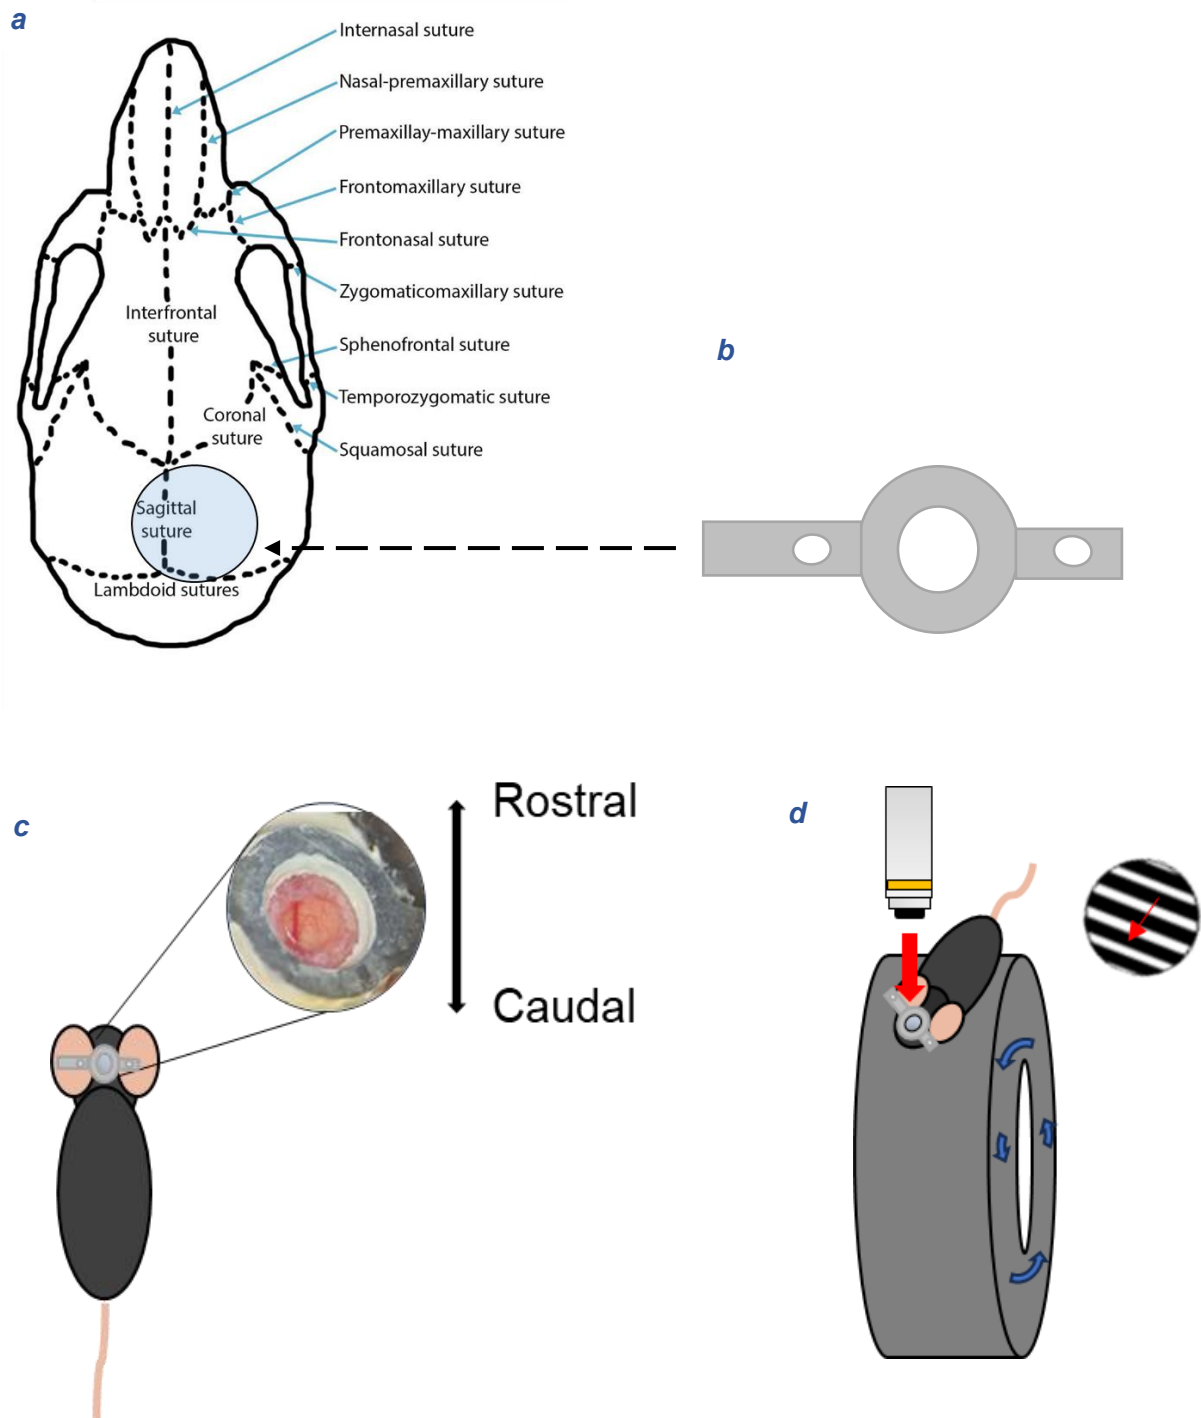 a
Internasal suture
Nasal-premaxillary suture
Premaxillay-maxillary suture
Frontomaxillary suture
Frontonasal suture
Zygomaticomaxillary suture
Interfrontal
suture
Sphenofrontal suture
Temporozygomatic suture
Coronal
suture
Squamosal suture
Sagittal
suture
Lambdoid sutures
b
c
Rostral
Caudal
d